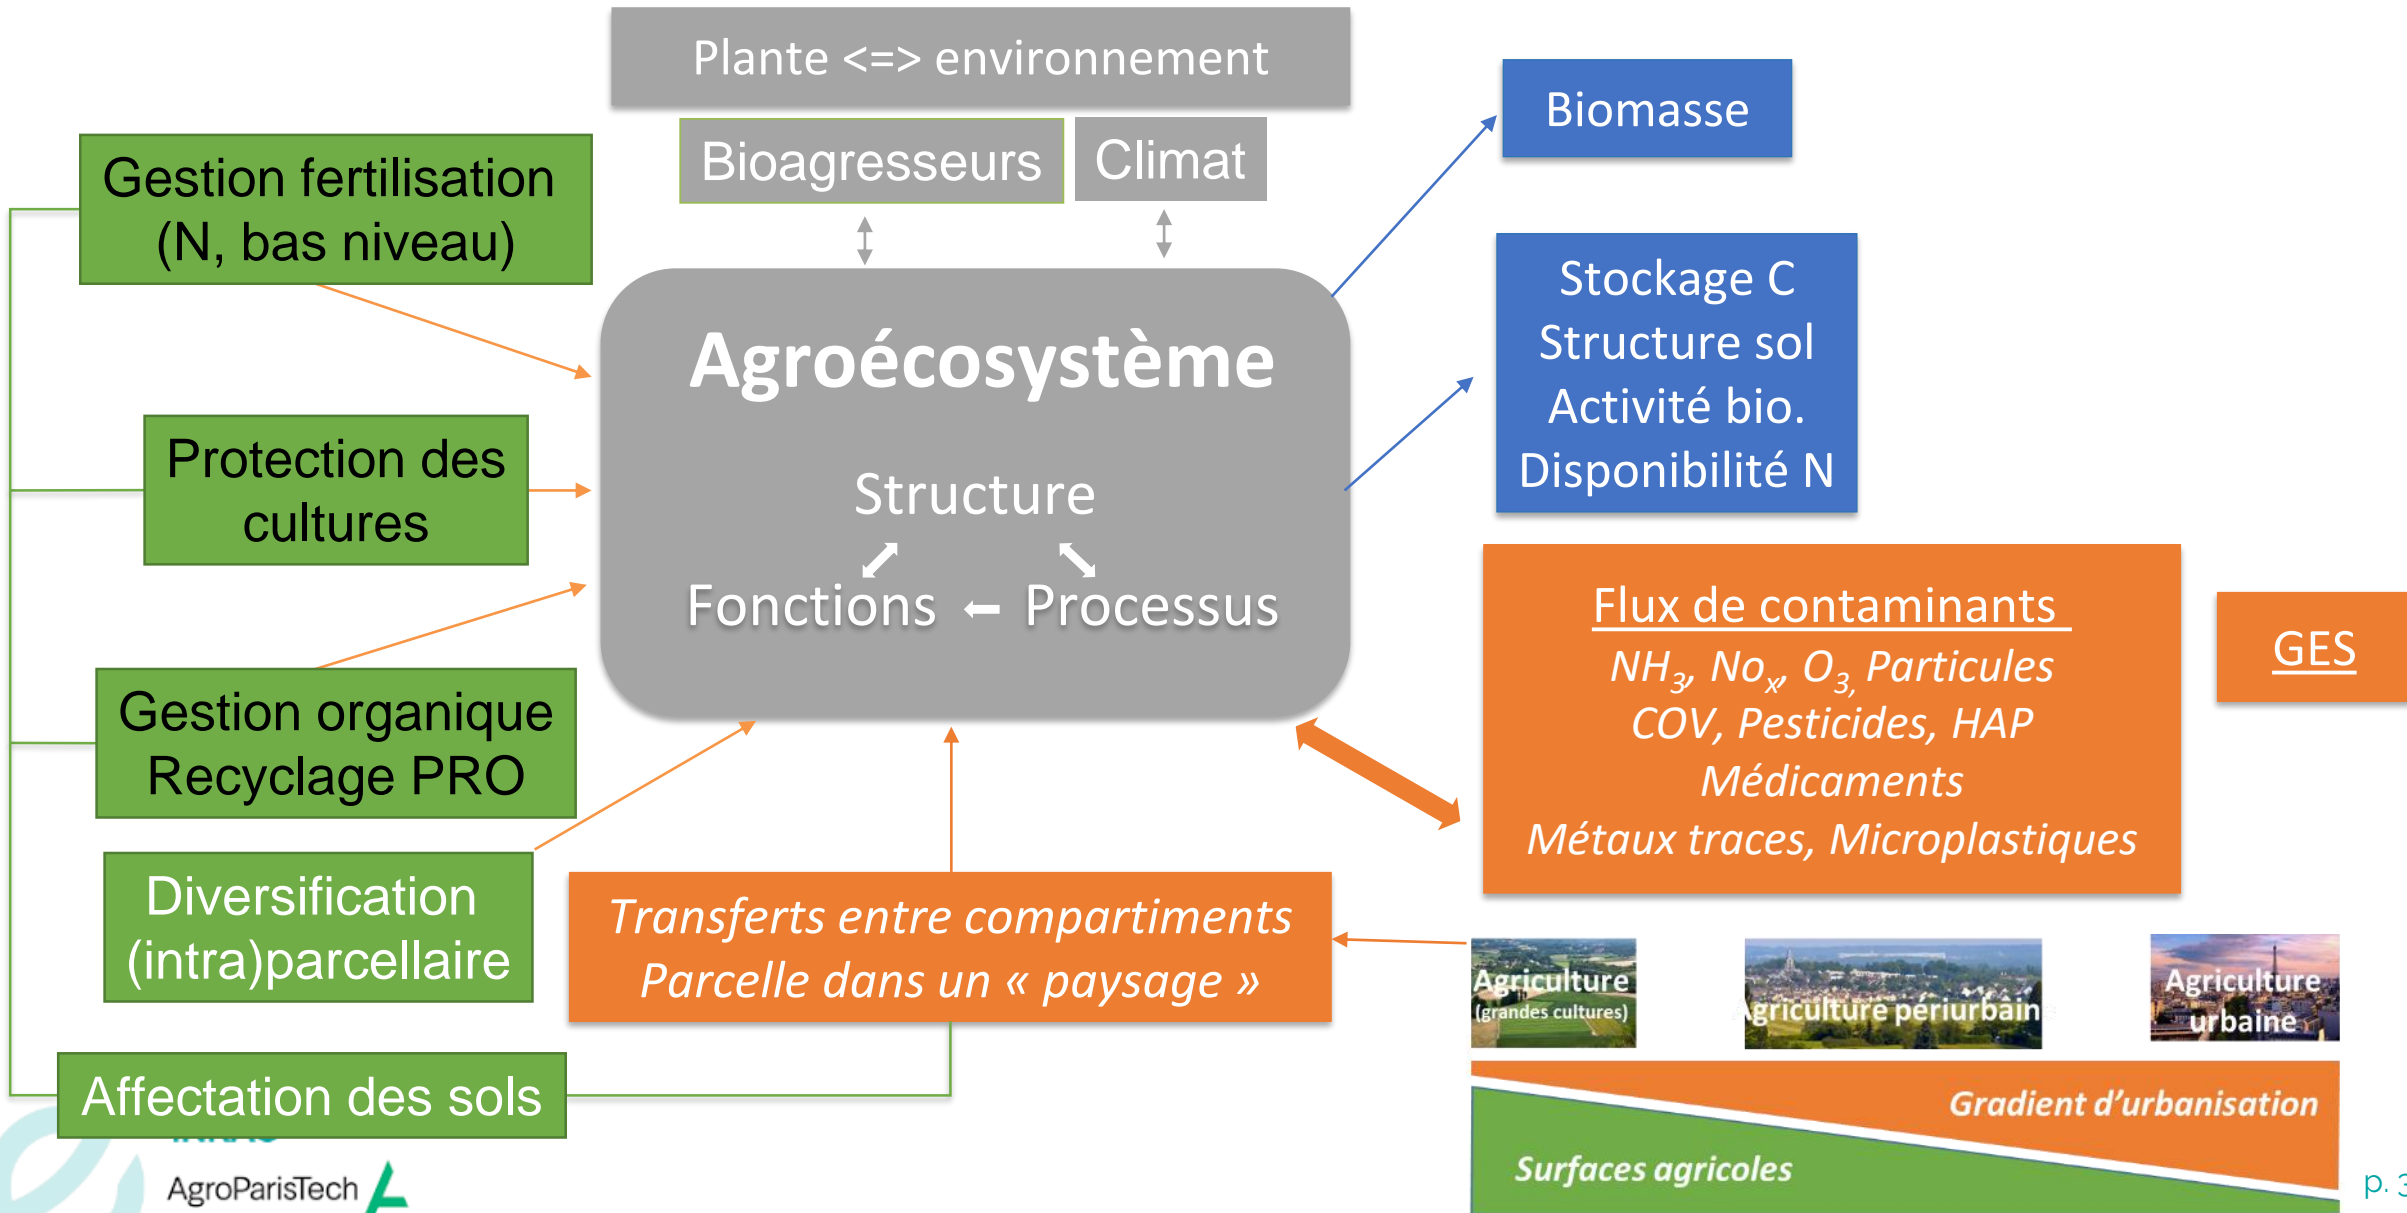 Plante <=> environnement
Bioagresseurs
Climat
Biomasse
Gestion fertilisation
(N, bas niveau)
Agroécosystème
Structure
Fonctions
Processus
Stockage C
Structure sol
Activité bio.
Disponibilité N
Protection des
cultures
Flux de contaminants
NH3, Nox, O3, Particules
COV, Pesticides, HAP
Médicaments
Métaux traces, Microplastiques
GES
Gestion organique
Recyclage PRO
Diversification
(intra)parcellaire
Transferts entre compartiments
Parcelle dans un « paysage »
Agriculture
(grandes cultures)
Agriculture périurbain
Agriculture
urbaine
Affectation des sols
Gradient d'urbanisation
Surfaces agricoles
AgroParisTech
p. 3